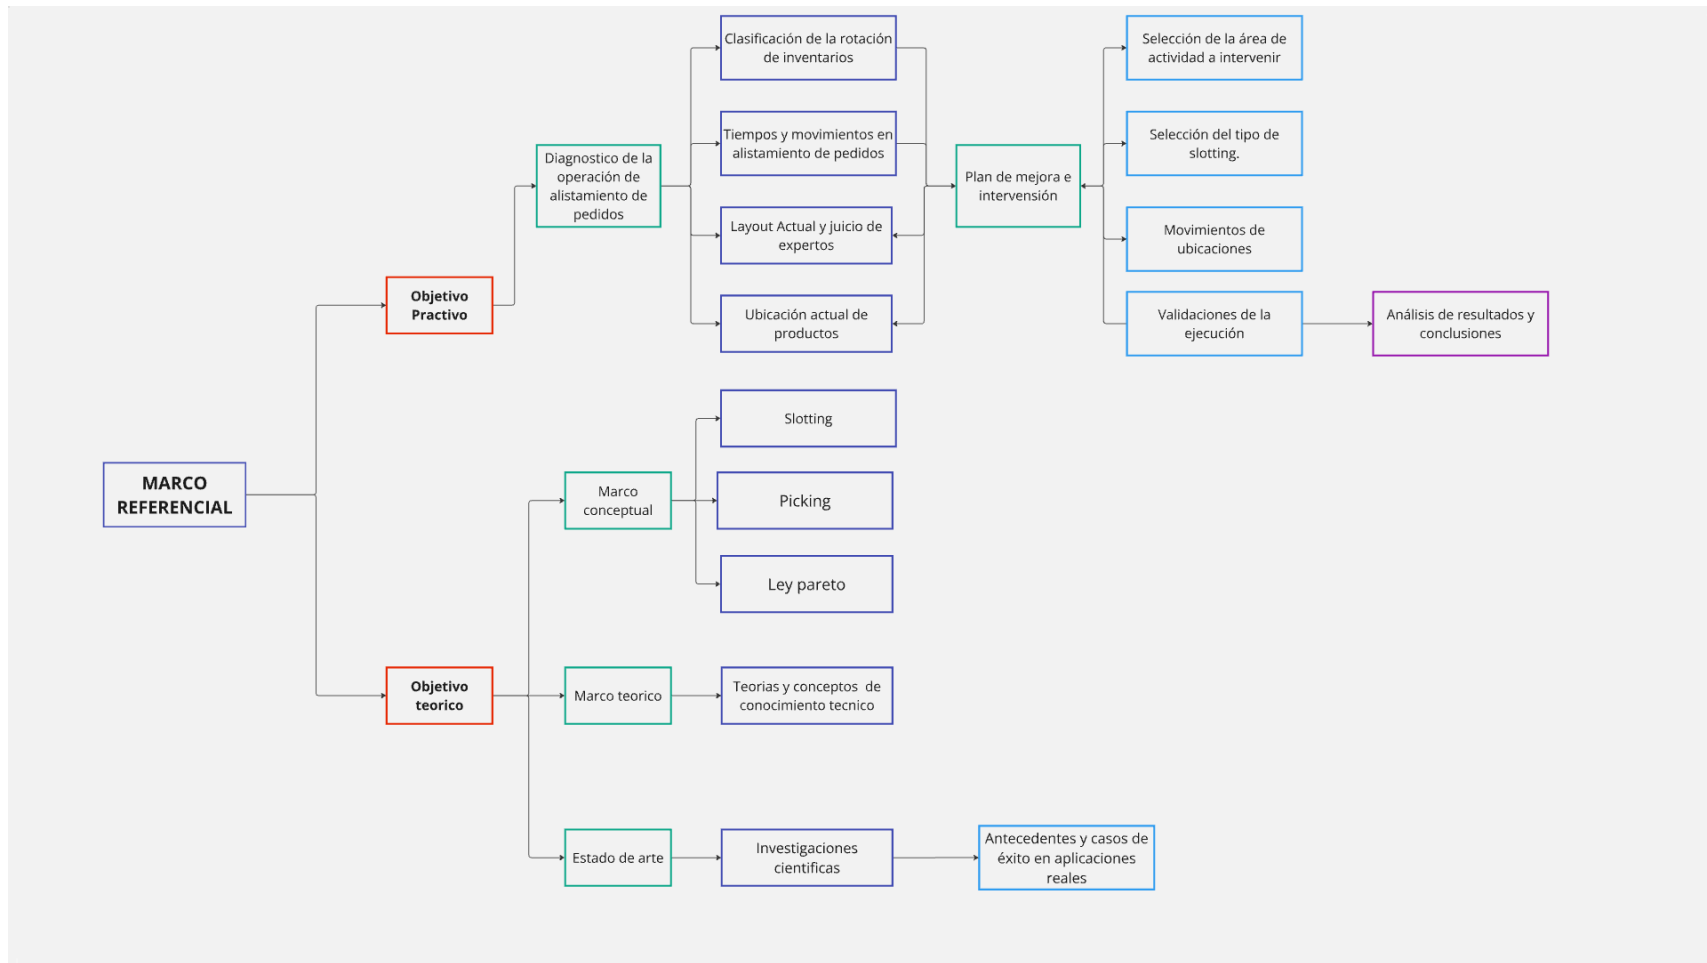 Clasificación de la rotación
de inventarios
Tiempos y movimientos en
alistamiento de pedidos
Layout Actual y juicio de
expertos
Ubicación actual de
productos
Diagnostico de la
operación de
alistamiento de
pedidos
Plan de mejora e
intervensión
Selección de la área de
actividad a intervenir
Selección del tipo de
slotting.
Movimientos de
ubicaciones
Validaciones de la
ejecución
Análisis de resultados y
conclusiones
Objetivo
Practivo
MARCO
REFERENCIAL
Slotting
Marco
conceptual
Picking
Ley pareto
Objetivo
teorico
Marco teorico
Teorias y conceptos  de
conocimiento tecnico
Estado de arte
Investigaciones
cientificas
Antecedentes y casos de
éxito en aplicaciones
reales